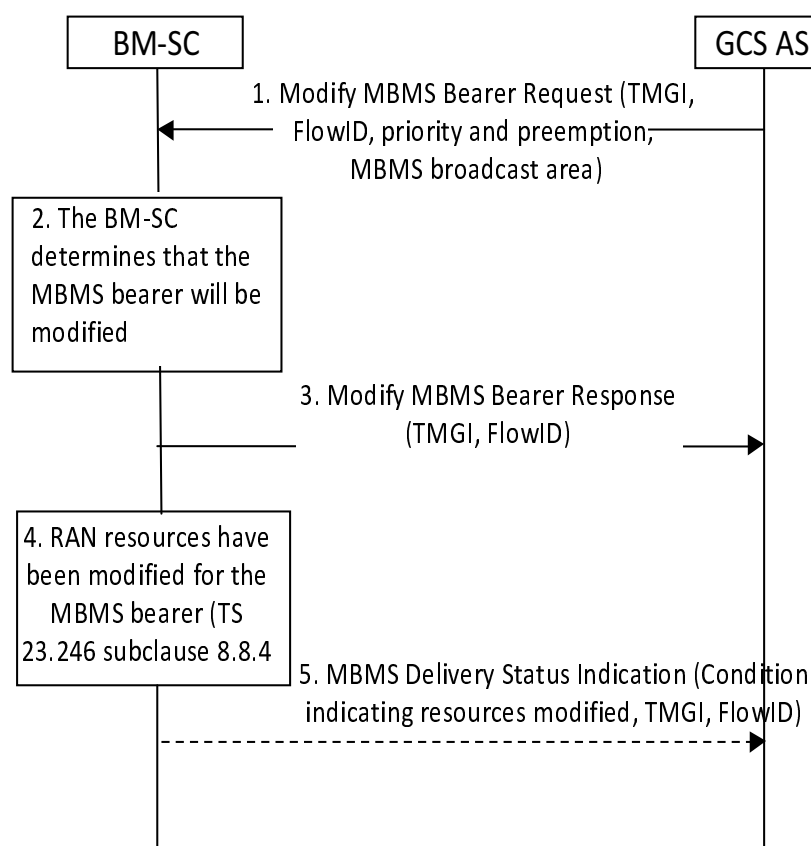 BM-SC
GCS AS
1. Modify MBMS Bearer Request (TMGI,
FlowID, priority and preemption,
MBMS broadcast area)
2. The BM-SC
determines that the
MBMS bearer will be
modified
3. Modify MBMS Bearer Response
(TMGI, FlowID)
4. RAN resources have
been modified for the
MBMS bearer (TS
23.246 subclause 8.8.4
5. MBMS Delivery Status Indication (Condition
indicating resources modified, TMGI, FlowID)